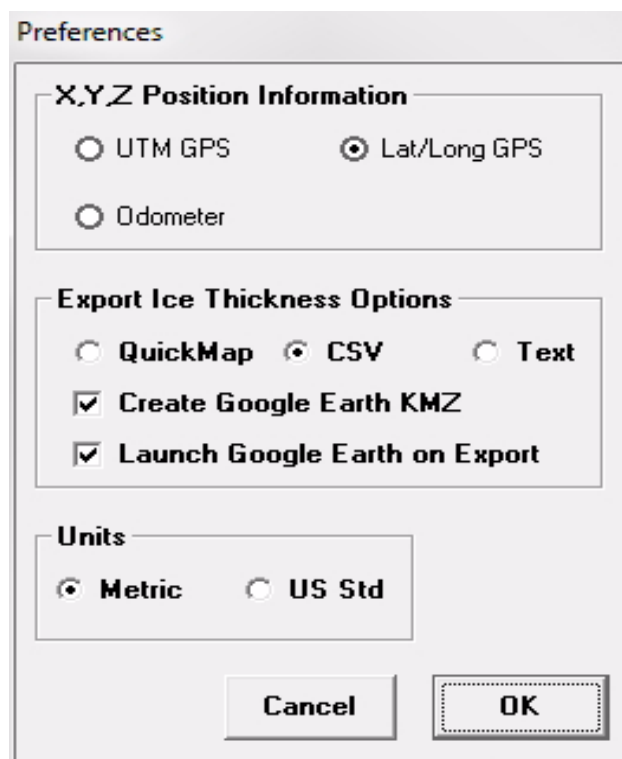 Preferences
X,Y,Z Position Information
UTM GPS Lat/Long GPS
Odometer
Export Ice Thickness Options
QuickMap CSV Text
Create Google Earth KMZ
Launch Google Earth on Export
Units
Metric US Std
Cancel OK